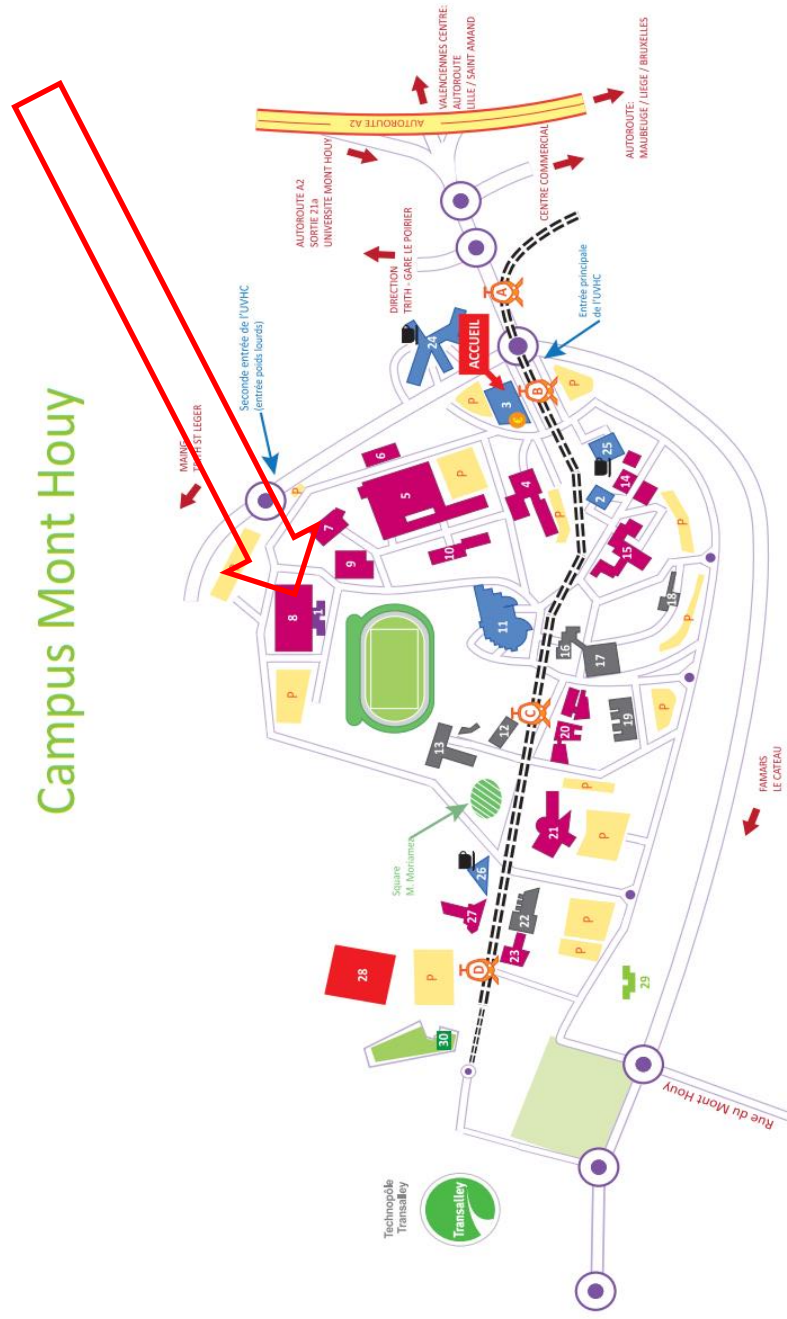 Campus Mont Houy
MAING
ST LEGER
Seconde entrée de l'UVHC
(entrée poids lourds)
AUTOROUTE A2
SORTIE 21a
UNIVERSITE MONT HOUY
AUTOROUTE A2
VALENCIENNES CENTRE:
AUTOROUTE
LILLE / SAINT AMAND
DIRECTION
TRITH - GARE LE POIRIER
CENTRE COMMERCIAL
AUTOROUTE:
MAUBEUGE / LIEGE / BRUXELLES
ACCUEIL
Entrée principale
de l'UVHC
P
P
P
8
1
7
9
6
5
P
P
24
3
€
A
B
10
4
P
P
11
13
12
C
Square
M. Moriamez
28
P
27
26
D
30
25
2
14
15
P
P
16
17
18
20
19
P
21
P
P
22
23
P
P
29
FAMARS
LE CATEAU
Rue du Mont Houy
Technopôle
Transalley
Transalley